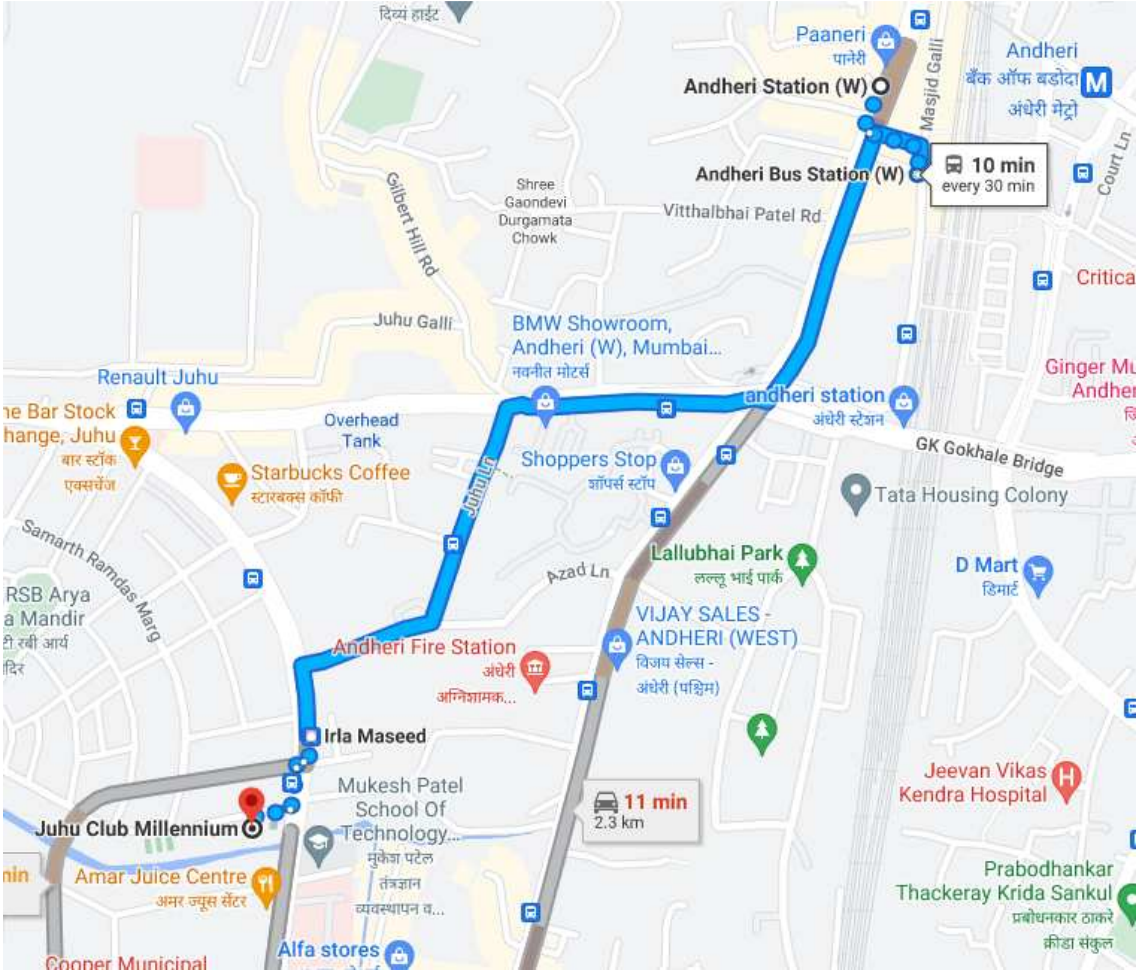 दिव्यं हाईट
Paaneri
पानेरी
Andheri
बँक ऑफ बडोदा
अंधेरी मेट्रो
M
Andheri Station (W)
Masjid Galli
Court Ln
Andheri Bus Station (W)
10 min
every 30 min
Shree
Gaondevi
Durgamata
Chowk
Gilbert Hill Rd
Vitthalbhai Patel Rd
Critica
Juhu Galli
BMW Showroom,
Andheri (W), Mumbai...
नवनीत मोटर्स
Ginger Mu
Andher
Renault Juhu
andheri station
अंधेरी स्टेशन
ne Bar Stock
hange, Juhu
बार स्टॉक
एक्सचेंज
Overhead
Tank
GK Gokhale Bridge
Starbucks Coffee
स्टारबक्स कॉफी
Juhu Ln
Shoppers Stop
शॉपर्स स्टॉप
Tata Housing Colony
Samarth Ramdas Marg
Azad Ln
Lallubhai Park
लल्लू भाई पार्क
D Mart
डिमार्ट
RSB Arya
a Mandir
टी रबी आर्य
दिर
VIJAY SALES -
ANDHERI (WEST)
विजय सेल्स -
अंधेरी (पश्चिम)
Andheri Fire Station
अंधेरी
अग्निशामक...
Irla Maseed
Mukesh Patel
School Of
Technology...
मुकेश पटेल
तंत्रज्ञान
व्यवस्थापन व...
11 min
2.3 km
Jeevan Vikas
Kendra Hospital
H
Juhu Club Millennium
min
Amar Juice Centre
अमर ज्यूस सेंटर
Prabodhankar
Thackeray Krida Sankul
प्रबोधनकार ठाकरे
क्रीडा संकुल
Alfa stores
Cooper Municipal